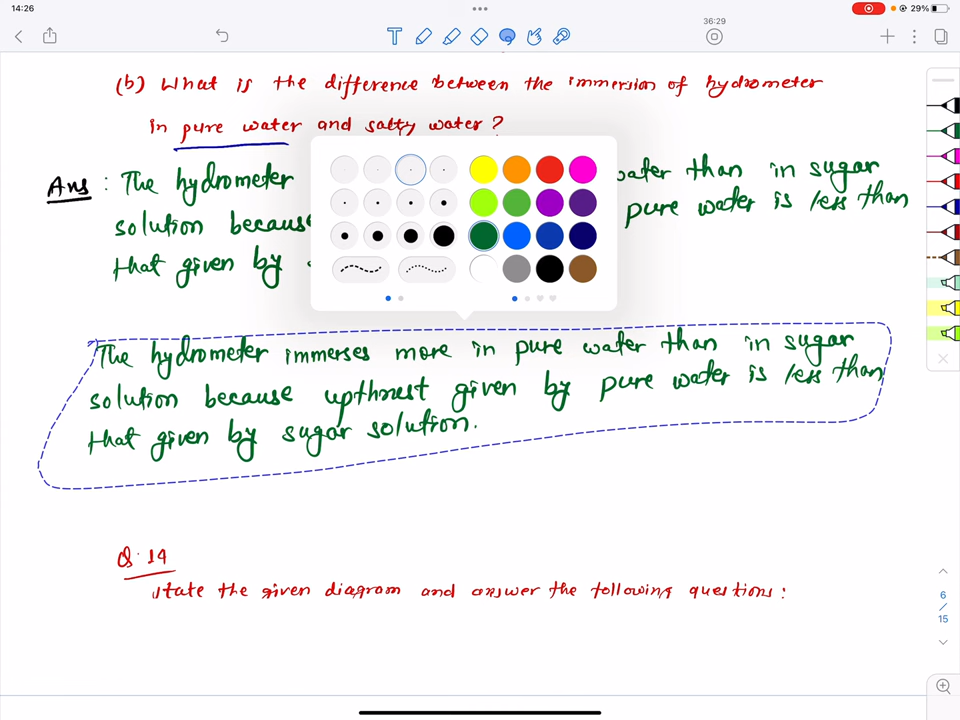 14:26
29%
36:29
(b) What is the difference between the immersion of hydrometer
in pure water and salty water?
Ans : The hydrometer water than in sugar
solution because pure water is less than
that given by
The hydrometer immerses more in pure water than in sugar
solution because upthrust given by pure water is less than
that given by sugar solution.
Q. 14
state the given diagram and answer the following questions:
6
/
15